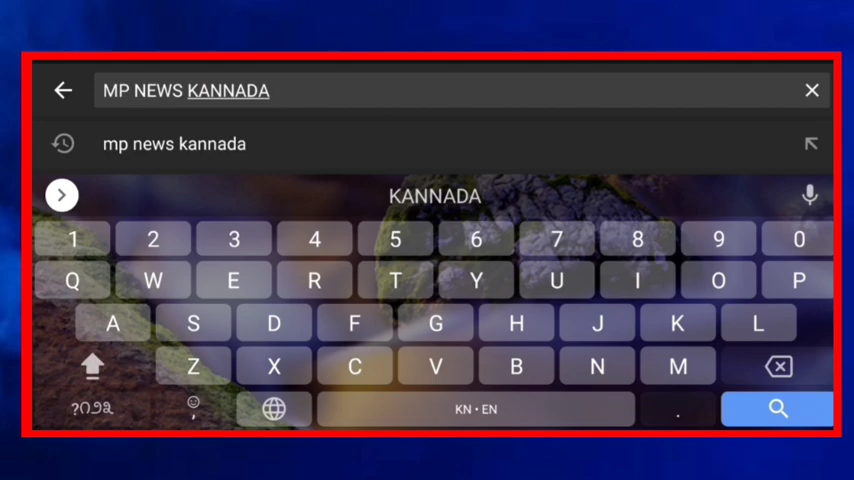 MP NEWS KANNADA
mp news kannada
KANNADA
1 2 3 4 5 6 7 8 9 0
Q W E R T Y U I O P
A S D F G H J K L
Z X C V B N M
?೧೨೩ , KN • EN .